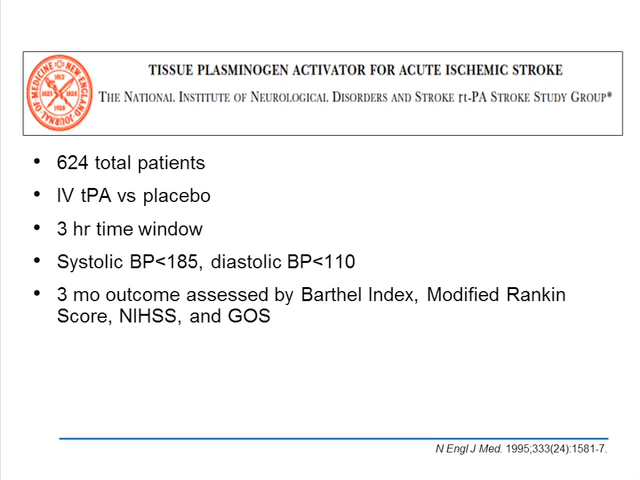 TISSUE PLASMINOGEN ACTIVATOR FOR ACUTE ISCHEMIC STROKE
THE NATIONAL INSTITUTE OF NEUROLOGICAL DISORDERS AND STROKE rt-PA STROKE STUDY GROUP*
• 624 total patients
• IV tPA vs placebo
• 3 hr time window
• Systolic BP<185, diastolic BP<110
• 3 mo outcome assessed by Barthel Index, Modified Rankin
Score, NIHSS, and GOS
N Engl J Med. 1995;333(24):1581-7.